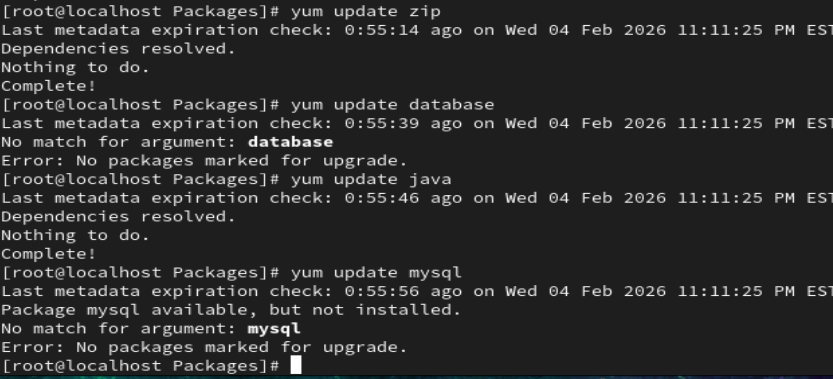 [root@localhost Packages]# yum update zip
Last metadata expiration check: 0:55:14 ago on Wed 04 Feb 2026 11:11:25 PM EST
Dependencies resolved.
Nothing to do.
Complete!
[root@localhost Packages]# yum update database
Last metadata expiration check: 0:55:39 ago on Wed 04 Feb 2026 11:11:25 PM EST
No match for argument: database
Error: No packages marked for upgrade.
[root@localhost Packages]# yum update java
Last metadata expiration check: 0:55:46 ago on Wed 04 Feb 2026 11:11:25 PM EST
Dependencies resolved.
Nothing to do.
Complete!
[root@localhost Packages]# yum update mysql
Last metadata expiration check: 0:55:56 ago on Wed 04 Feb 2026 11:11:25 PM EST
Package mysql available, but not installed.
No match for argument: mysql
Error: No packages marked for upgrade.
[root@localhost Packages]#